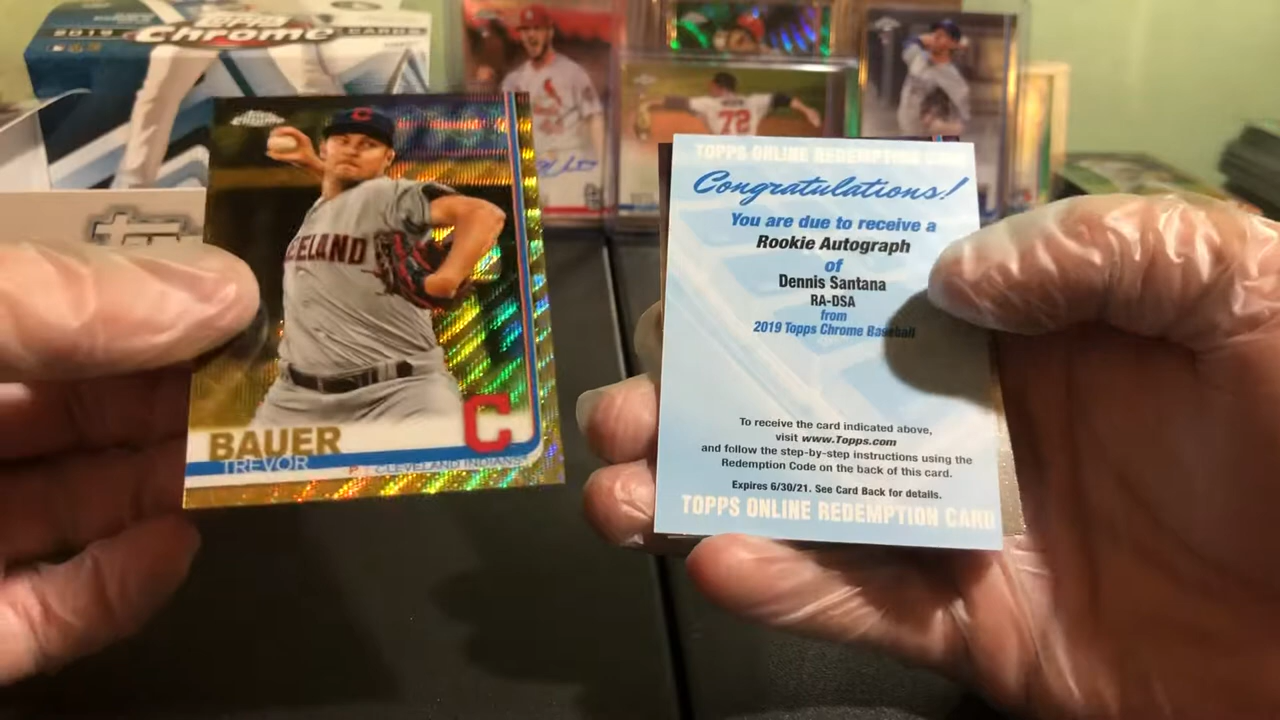 2019 Topps CARDS
Chrome
72
Chrome
C
CLEVELAND
BAUER
TREVOR
P | CLEVELAND INDIANS
C
TOPPS ONLINE REDEMPTION CARD
Congratulations!
You are due to receive a
Rookie Autograph
of
Dennis Santana
RA-DSA
from
2019 Topps Chrome Baseball
To receive the card indicated above,
visit www.Topps.com
and follow the step-by-step instructions using the
Redemption Code on the back of this card.
Expires 6/30/21. See Card Back for details.
TOPPS ONLINE REDEMPTION CARD